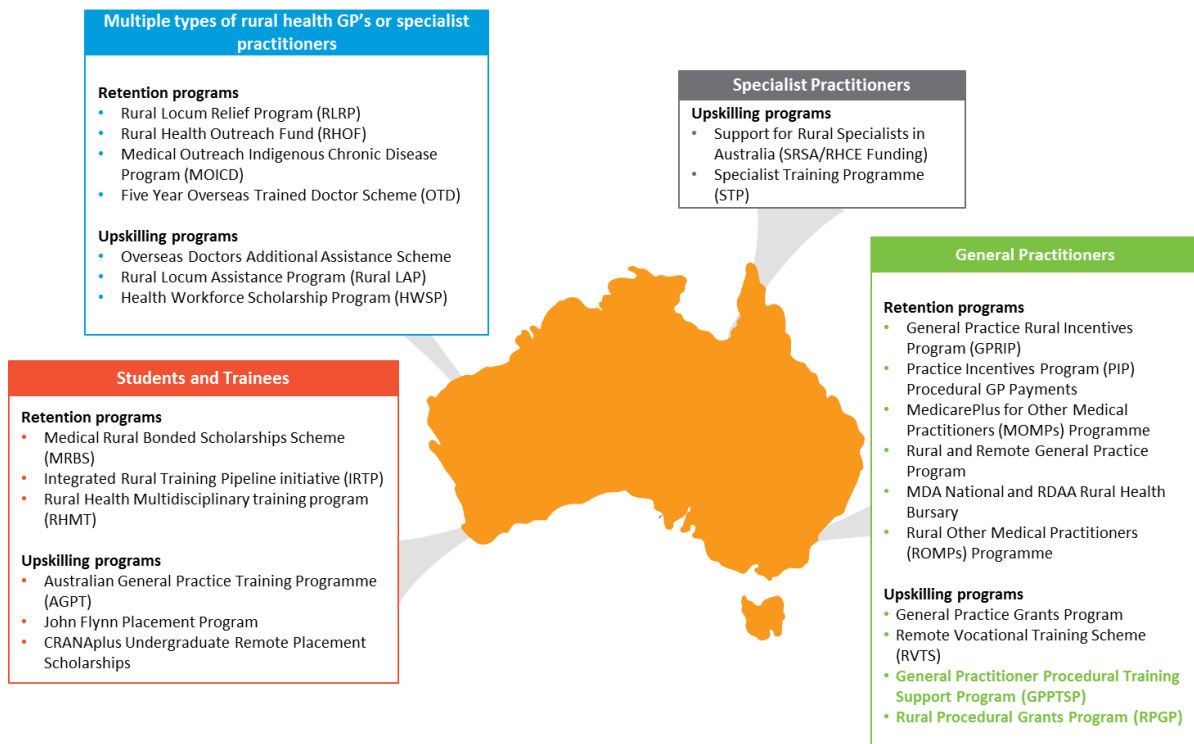 Multiple types of rural health GP's or specialist
practitioners
Retention programs
• Rural Locum Relief Program (RLRP)
• Rural Health Outreach Fund (RHOF)
• Medical Outreach Indigenous Chronic Disease
Program (MOICD)
• Five Year Overseas Trained Doctor Scheme (OTD)
Upskilling programs
• Overseas Doctors Additional Assistance Scheme
• Rural Locum Assistance Program (Rural LAP)
• Health Workforce Scholarship Program (HWSP)
Specialist Practitioners
Upskilling programs
• Support for Rural Specialists in
Australia (SRSA/RHCE Funding)
• Specialist Training Programme
(STP)
Students and Trainees
Retention programs
• Medical Rural Bonded Scholarships Scheme
(MRBS)
• Integrated Rural Training Pipeline initiative (IRTP)
• Rural Health Multidisciplinary training program
(RHMT)
Upskilling programs
• Australian General Practice Training Programme
(AGPT)
• John Flynn Placement Program
• CRANAplus Undergraduate Remote Placement
Scholarships
General Practitioners
Retention programs
• General Practice Rural Incentives
Program (GPRIP)
• Practice Incentives Program (PIP)
Procedural GP Payments
• MedicarePlus for Other Medical
Practitioners (MOMPs) Programme
• Rural and Remote General Practice
Program
• MDA National and RDAA Rural Health
Bursary
• Rural Other Medical Practitioners
(ROMPs) Programme
Upskilling programs
• General Practice Grants Program
• Remote Vocational Training Scheme
(RVTS)
• General Practitioner Procedural Training
Support Program (GPPTSP)
• Rural Procedural Grants Program (RPGP)